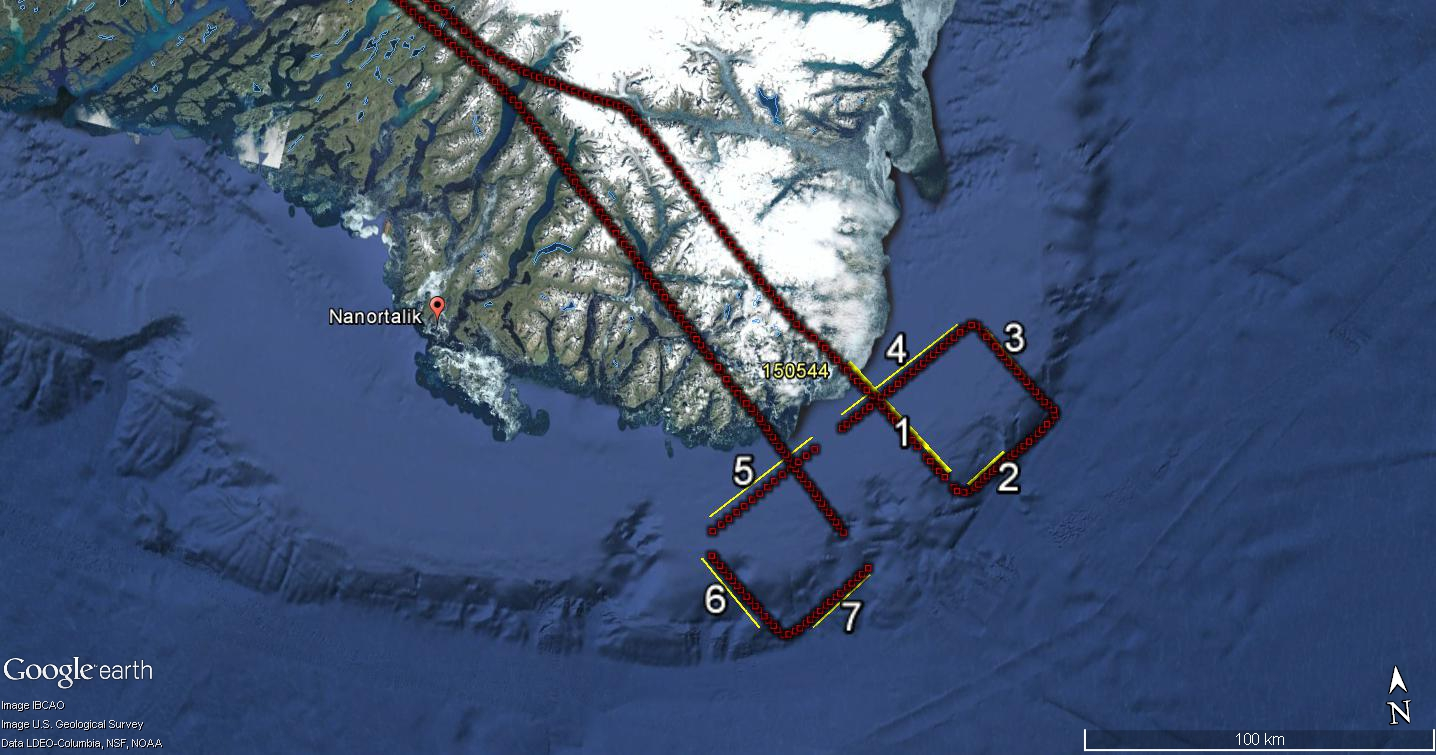 3
4
150544
Nanortalik
1
5
2
6
7
Google earth
Image IBCAO
Image U.S. Geological Survey
Data LDEO-Columbia, NSF, NOAA
N
100 km